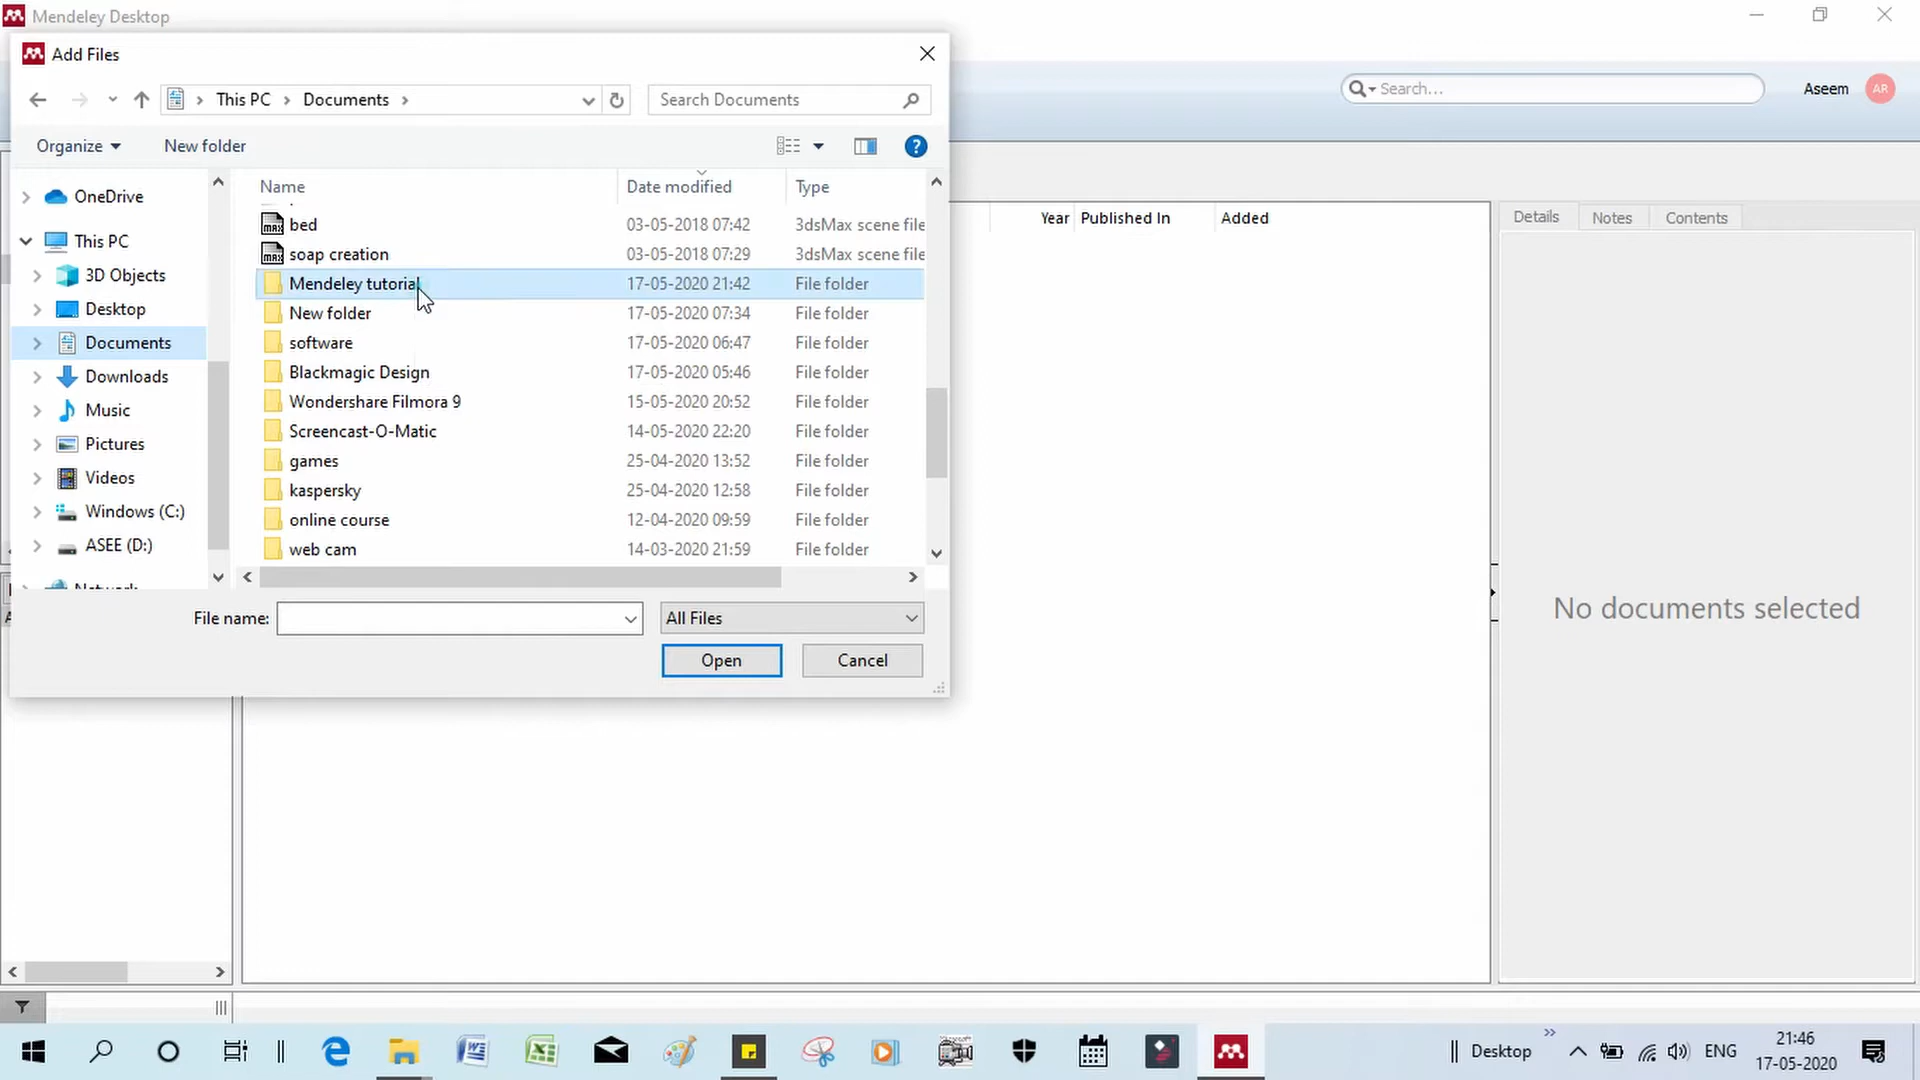 Mendeley Desktop
Add Files
This PC Documents
Search Documents
Search...
Aseem AR
Organize New folder
?
OneDrive
This PC
3D Objects
Desktop
Documents
Downloads
Music
Pictures
Videos
Windows (C:)
ASEE (D:)
Network
Name Date modified Type
bed 03-05-2018 07:42 3dsMax scene file
soap creation 03-05-2018 07:29 3dsMax scene file
Mendeley tutorial 17-05-2020 21:42 File folder
New folder 17-05-2020 07:34 File folder
software 17-05-2020 06:47 File folder
Blackmagic Design 17-05-2020 05:46 File folder
Wondershare Filmora 9 15-05-2020 20:52 File folder
Screencast-O-Matic 14-05-2020 22:20 File folder
games 25-04-2020 13:52 File folder
kaspersky 25-04-2020 12:58 File folder
online course 12-04-2020 09:59 File folder
web cam 14-03-2020 21:59 File folder
File name:
All Files
Open Cancel
Year Published In Added
Details Notes Contents
No documents selected
Desktop
ENG
21:46
17-05-2020